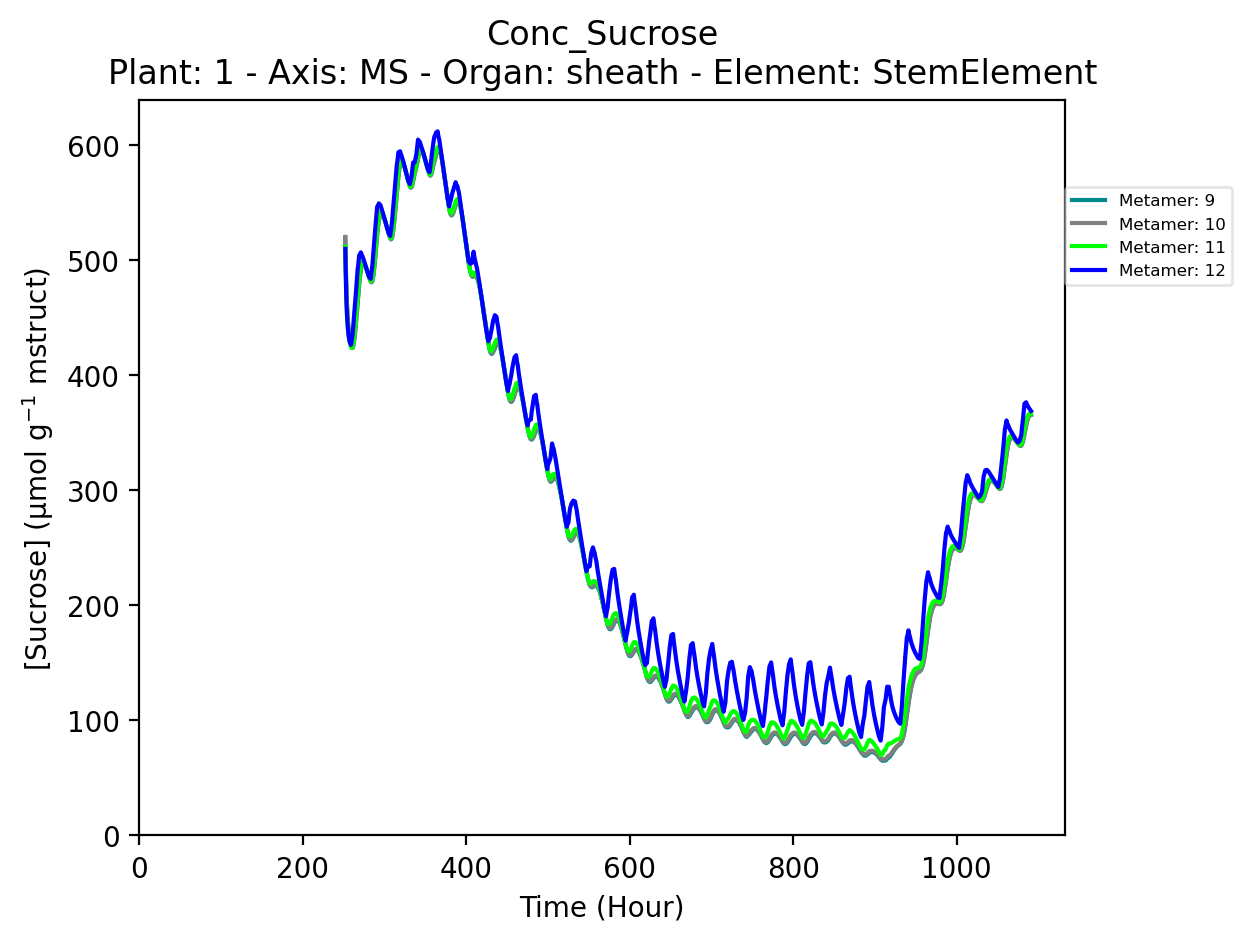 Conc_Sucrose
Plant: 1 - Axis: MS - Organ: sheath - Element: StemElement
600
500
400
300
200
100
0
[Sucrose] (µmol g⁻¹ mstruct)
Metamer: 9
Metamer: 10
Metamer: 11
Metamer: 12
0 200 400 600 800 1000
Time (Hour)